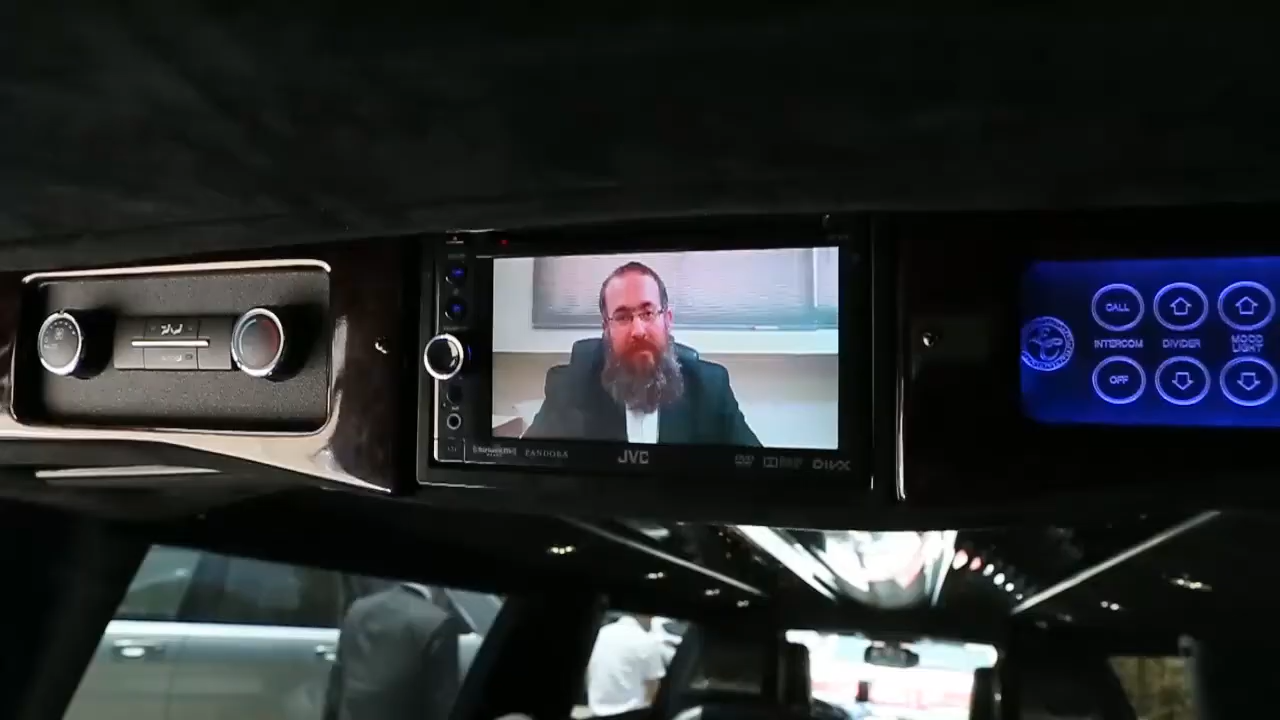 PANDORA
JVC
DVD
DIVX
CALL
INTERCOM
DIVIDER
MOOD
LIGHT
OFF